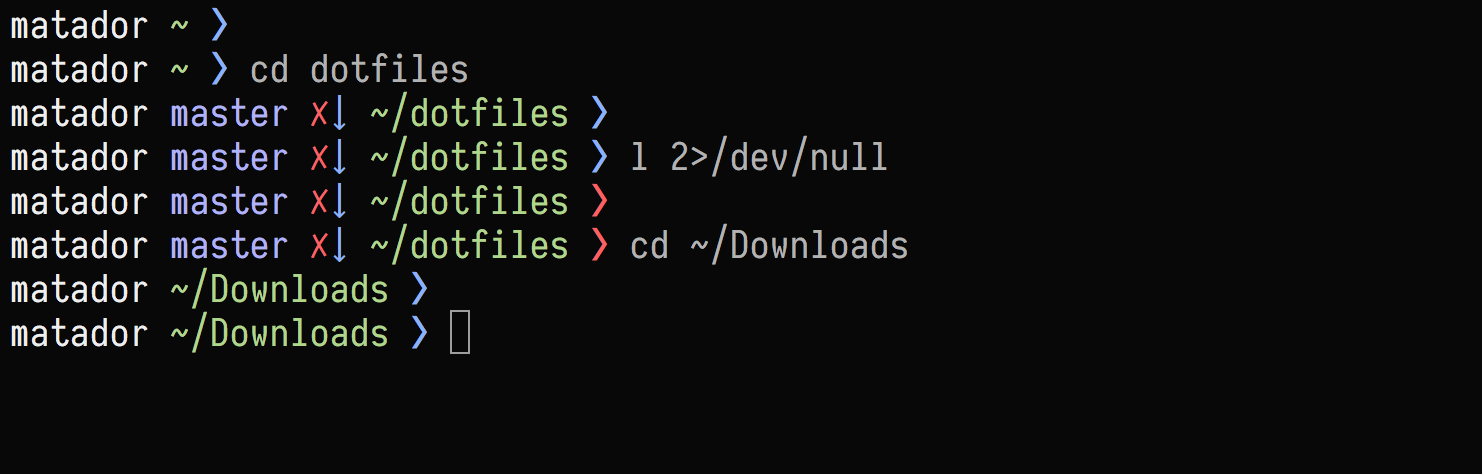 matador ~ ❯
matador ~ ❯ cd dotfiles
matador master ✗↓ ~/dotfiles ❯
matador master ✗↓ ~/dotfiles ❯ l 2>/dev/null
matador master ✗↓ ~/dotfiles ❯
matador master ✗↓ ~/dotfiles ❯ cd ~/Downloads
matador ~/Downloads ❯
matador ~/Downloads ❯